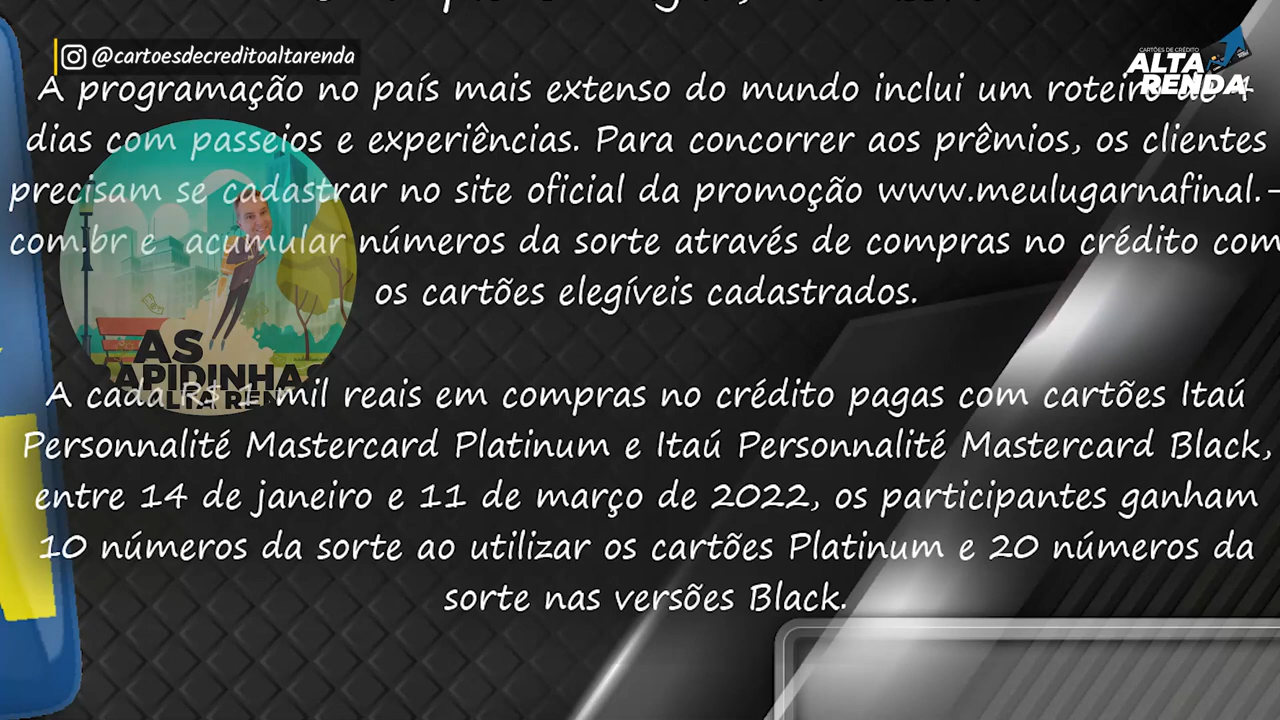 @cartoesdecreditoaltarenda
CARTÕES DE CRÉDITO
ALTA
RENDA
A programação no país mais extenso do mundo inclui um roteiro de 4
dias com passeios e experiências. Para concorrer aos prêmios, os clientes
precisam se cadastrar no site oficial da promoção www.meulugarnafinal.-
com.br e acumular números da sorte através de compras no crédito com
os cartões elegíveis cadastrados.
AS
RAPIDINHAS
ALTA RENDA
A cada R$ 1 mil reais em compras no crédito pagas com cartões Itaú
Personnalité Mastercard Platinum e Itaú Personnalité Mastercard Black,
entre 14 de janeiro e 11 de março de 2022, os participantes ganham
10 números da sorte ao utilizar os cartões Platinum e 20 números da
sorte nas versões Black.